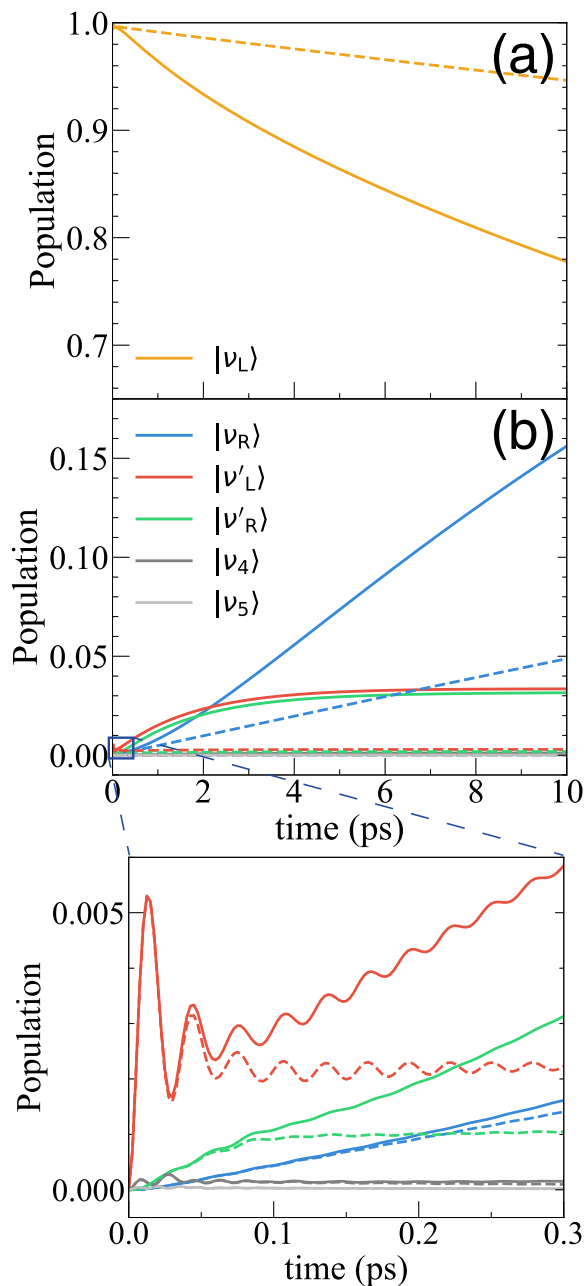 (a)
1.0
0.9
0.8
0.7
Population
|νL⟩
(b)
0.15
0.10
0.05
0.00
Population
|νR⟩
|ν′L⟩
|ν′R⟩
|ν4⟩
|ν5⟩
0 2 4 6 8 10
time (ps)
0.005
0.000
Population
0.0 0.1 0.2 0.3
time (ps)